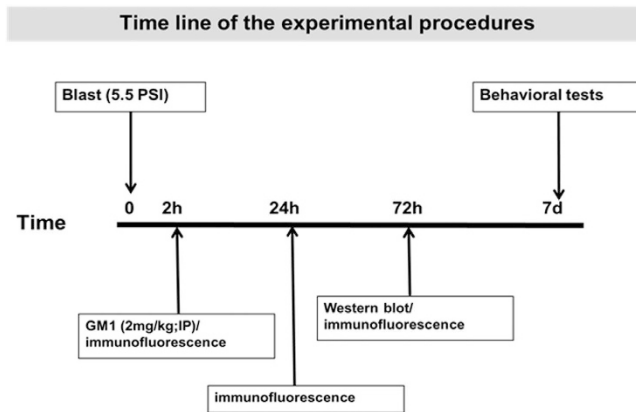 Time line of the experimental procedures
Blast (5.5 PSI)
Behavioral tests
0 2h 24h 72h 7d
Time
GM1 (2mg/kg;IP)/
immunofluorescence
Western blot/
immunofluorescence
immunofluorescence